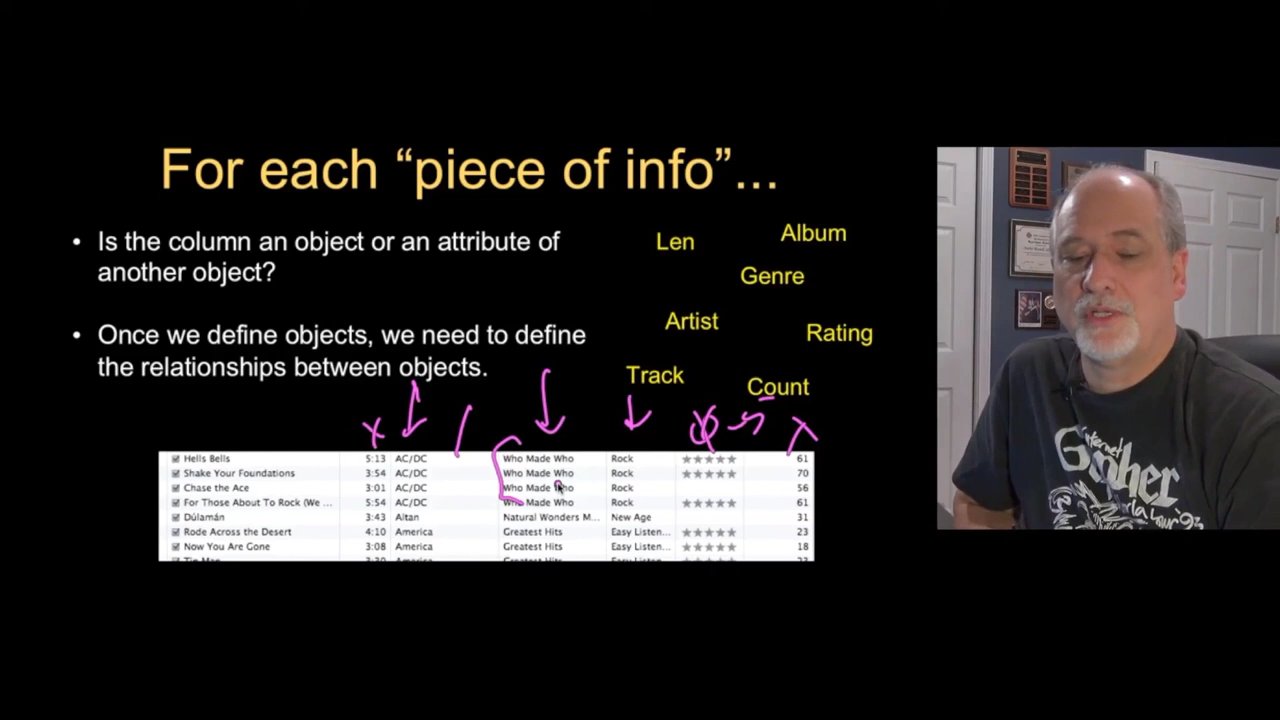 For each “piece of info”...
• Is the column an object or an attribute of
another object?
• Once we define objects, we need to define
the relationships between objects.
Len
Album
Genre
Artist
Rating
Track
Count
Hells Bells 5:13 AC/DC Who Made Who Rock ★★★★★ 61
Shake Your Foundations 3:54 AC/DC Who Made Who Rock ★★★★★ 70
Chase the Ace 3:01 AC/DC Who Made Who Rock 56
For Those About To Rock (We ... 5:54 AC/DC Who Made Who Rock ★★★★★ 61
Dúlamán 3:43 Altan Natural Wonders M... New Age 31
Rode Across the Desert 4:10 America Greatest Hits Easy Listen... ★★★★★ 23
Now You Are Gone 3:08 America Greatest Hits Easy Listen... ★★★★★ 18
Gopher